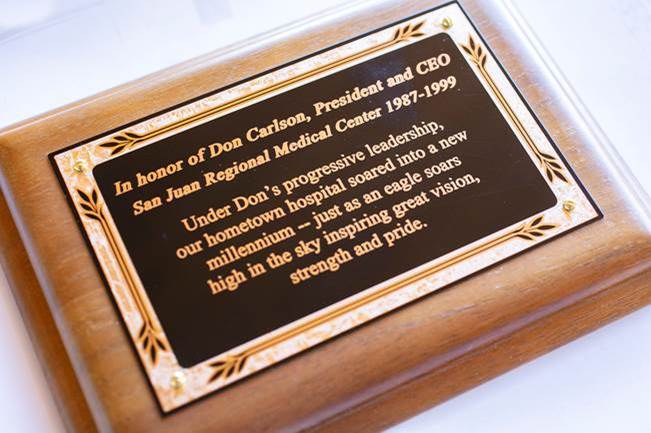 In honor of Don Carlson, President and CEO
San Juan Regional Medical Center 1987-1999
Under Don's progressive leadership,
our hometown hospital soared into a new
millennium -- just as an eagle soars
high in the sky inspiring great vision,
strength and pride.